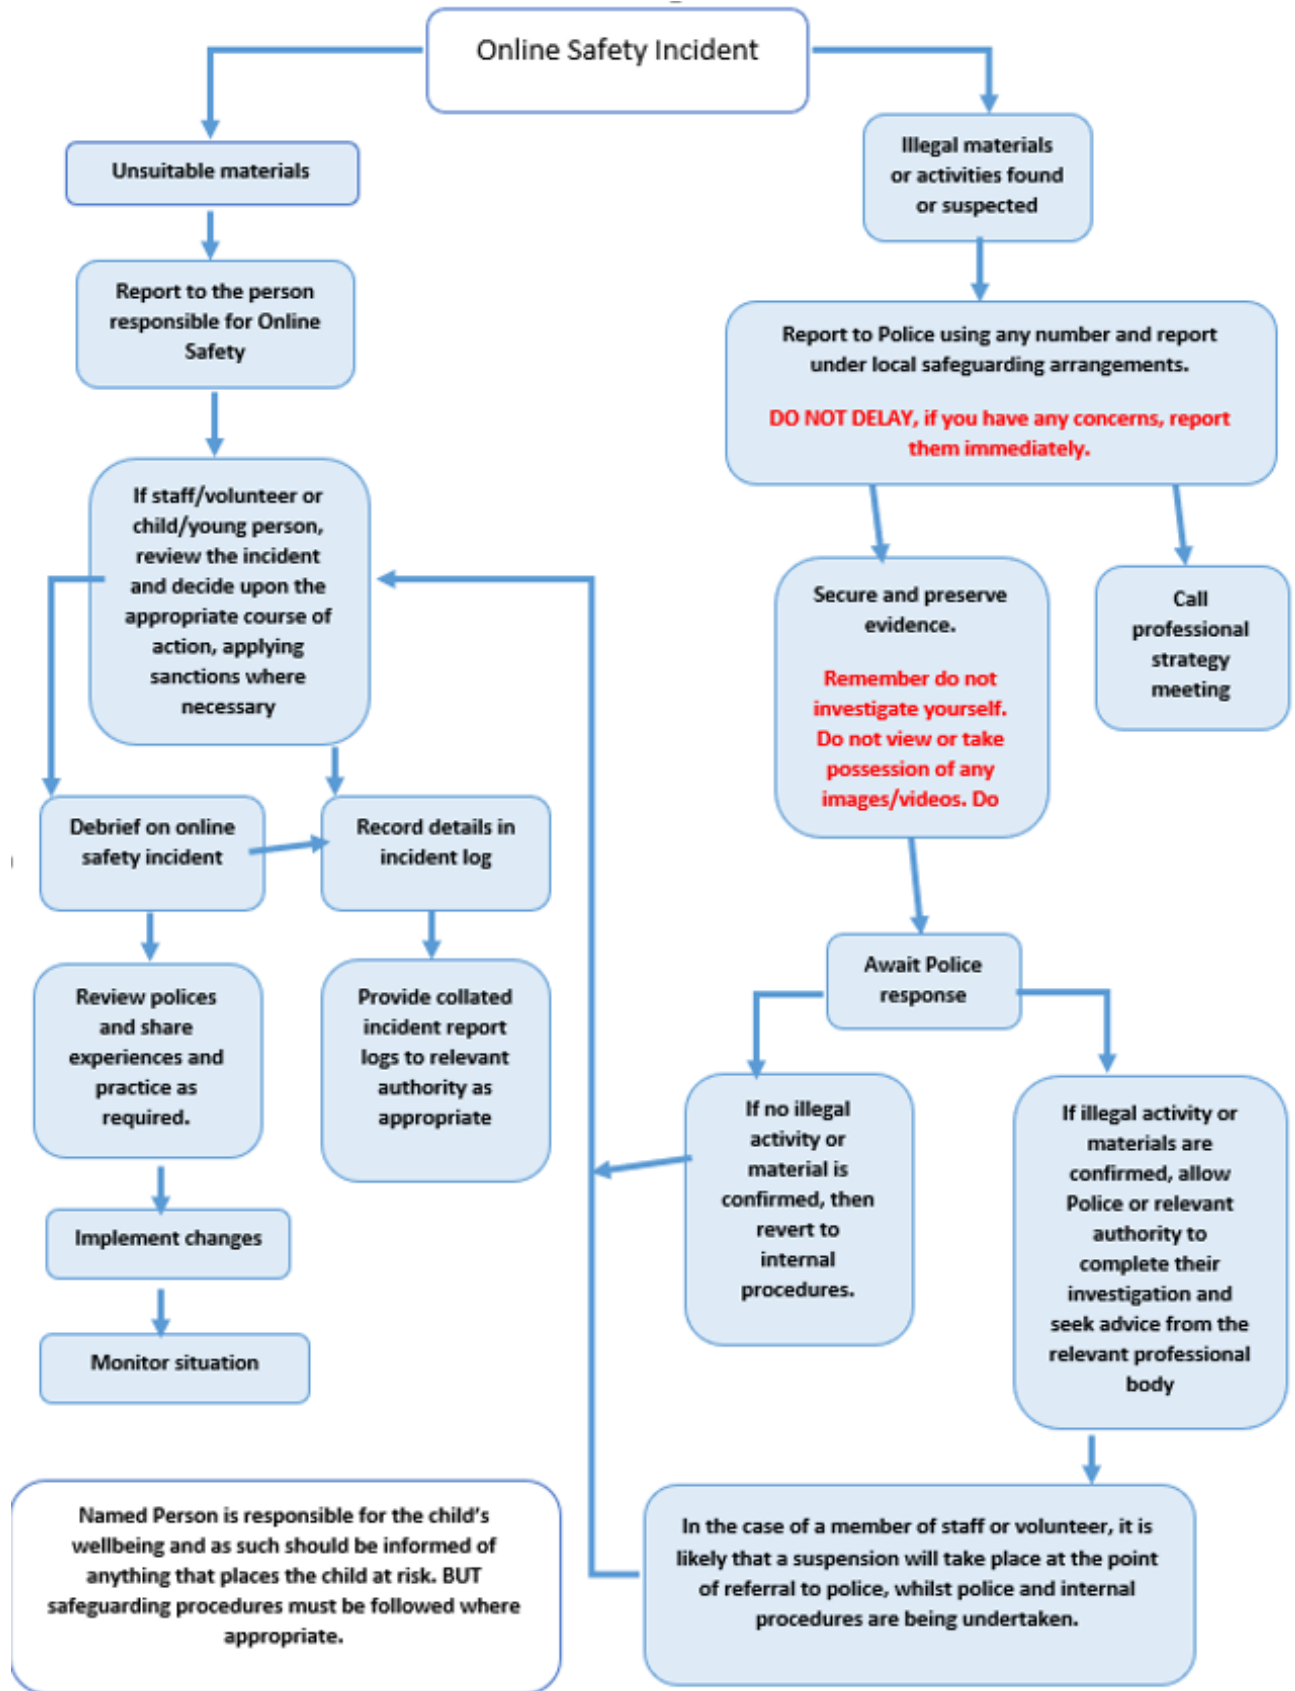 Online Safety Incident
Unsuitable materials
Report to the person
responsible for Online
Safety
If staff/volunteer or
child/young person,
review the incident
and decide upon the
appropriate course of
action, applying
sanctions where
necessary
Debrief on online
safety incident
Record details in
incident log
Review polices
and share
experiences and
practice as
required.
Provide collated
incident report
logs to relevant
authority as
appropriate
Implement changes
Monitor situation
Illegal materials
or activities found
or suspected
Report to Police using any number and report
under local safeguarding arrangements.
DO NOT DELAY, if you have any concerns, report
them immediately.
Secure and preserve
evidence.
Remember do not
investigate yourself.
Do not view or take
possession of any
images/videos. Do
Call
professional
strategy
meeting
Await Police
response
If no illegal
activity or
material is
confirmed, then
revert to
internal
procedures.
If illegal activity or
materials are
confirmed, allow
Police or relevant
authority to
complete their
investigation and
seek advice from the
relevant professional
body
In the case of a member of staff or volunteer, it is
likely that a suspension will take place at the point
of referral to police, whilst police and internal
procedures are being undertaken.
Named Person is responsible for the child's
wellbeing and as such should be informed of
anything that places the child at risk. BUT
safeguarding procedures must be followed where
appropriate.